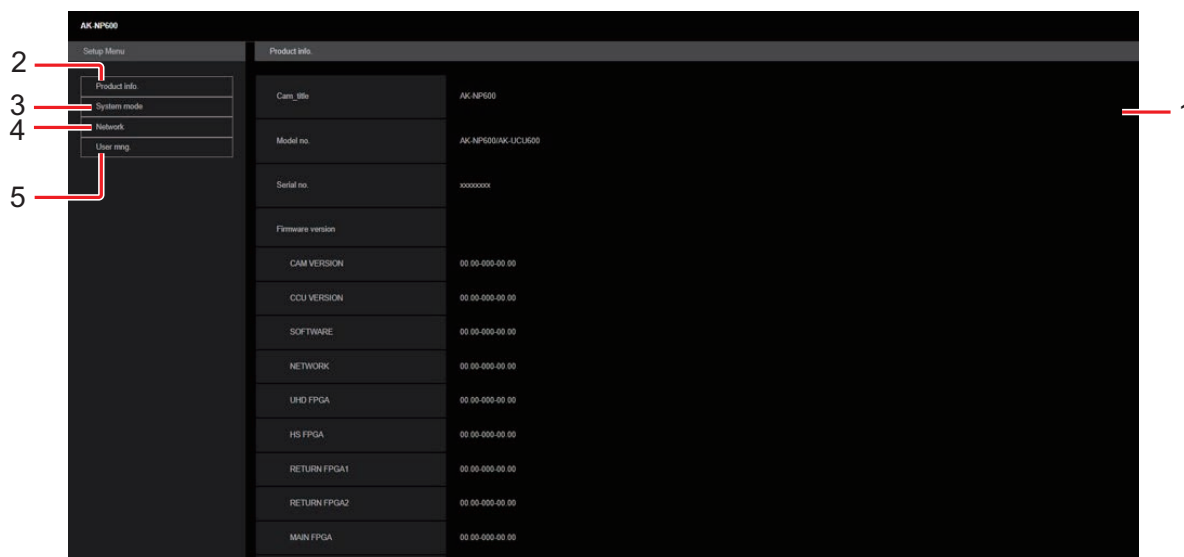 AK-NP600
Setup Menu
Product info.
2
Product info.
3
System mode
4
Network
User mng.
5
1
Cam_title AK-NP600
Model no. AK-NP600/AK-UCU600
Serial no. xxxxxxxx
Firmware version
CAM VERSION 00.00-000-00.00
CCU VERSION 00.00-000-00.00
SOFTWARE 00.00-000-00.00
NETWORK 00.00-000-00.00
UHD FPGA 00.00-000-00.00
HS FPGA 00.00-000-00.00
RETURN FPGA1 00.00-000-00.00
RETURN FPGA2 00.00-000-00.00
MAIN FPGA 00.00-000-00.00